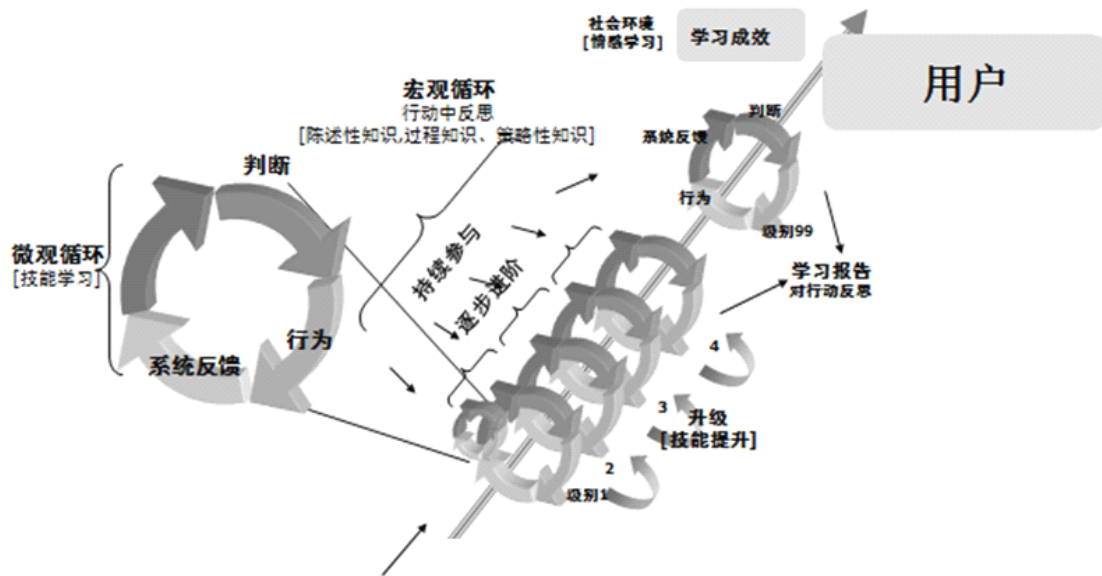 社会环境
[情感学习]
学习成效
用户
宏观循环
行动中反思
[陈述性知识,过程知识、策略性知识]
判断
系统反馈
行为
级别99
判断
微观循环
[技能学习]
行为
系统反馈
持续参与
逐步进阶
学习报告
对行动反思
4
3
升级
[技能提升]
2
级别1